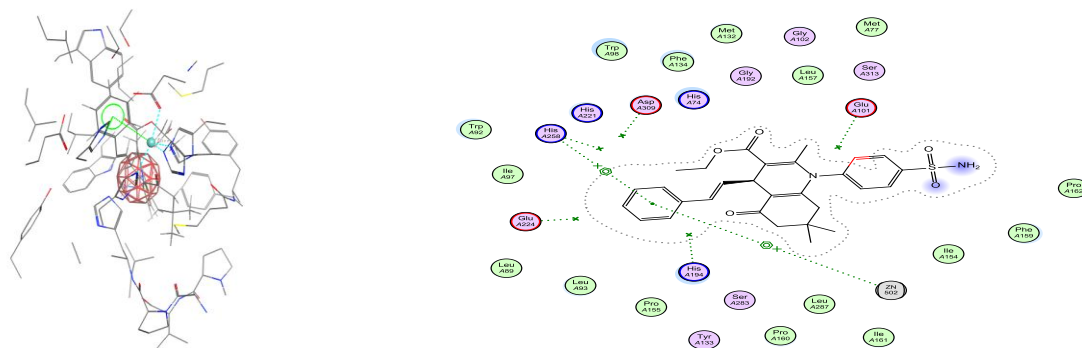 Met
A77
Met
A132
Gly
A102
Trp
A98
Phe
A134
Gly
A192
Leu
A157
Ser
A313
His
A74
Asp
A309
His
A221
Glu
A101
His
A258
Trp
A92
Ile
A97
Glu
A224
Leu
A89
Leu
A93
Pro
A155
Tyr
A133
His
A194
Ser
A283
Pro
A160
Leu
A287
Ile
A161
ZN
502
Ile
A154
Phe
A159
Pro
A162
O
O
N
O
O
S
O
NH2